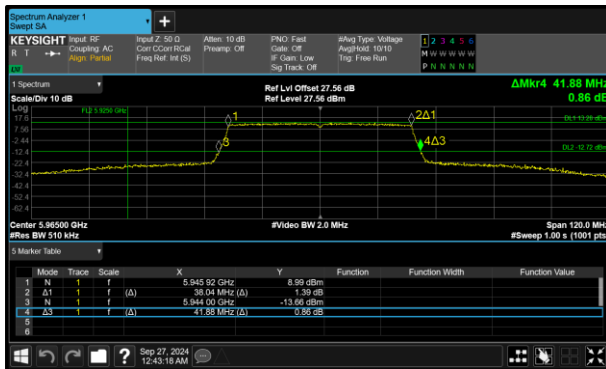 Spectrum Analyzer 1
Swept SA
KEYSIGHT Input: RF Input Z: 50 Ω Atten: 10 dB PNO: Fast #Avg Type: Voltage 1 2 3 4 5 6
R T Coupling: AC Corr CCorr RCal Preamp: Off Gate: Off Avg|Hold: 10/10 M W W W W W
Align: Partial Freq Ref: Int (S) IF Gain: Low Trig: Free Run
Sig Track: Off P N N N N N
1 Spectrum Ref Lvl Offset 27.56 dB ΔMkr4 41.88 MHz
Scale/Div 10 dB Ref Level 27.56 dBm 0.86 dB
Log
17.6 FL2 5.9250 GHz 1 2Δ1 DL1 13.28 dBm
7.56
-2.44 3 4Δ3 DL2 -12.72 dBm
-12.4
-22.4
-32.4
-42.4
-52.4
-62.4
Center 5.96500 GHz #Video BW 2.0 MHz Span 120.0 MHz
#Res BW 510 kHz #Sweep 1.00 s (1001 pts)
5 Marker Table
Mode Trace Scale X Y Function Function Width Function Value
1 N 1 f 5.945 92 GHz 8.99 dBm
2 Δ1 1 f (Δ) 38.04 MHz (Δ) 1.39 dB
3 N 1 f 5.944 00 GHz -13.66 dBm
4 Δ3 1 f (Δ) 41.88 MHz (Δ) 0.86 dB
5
6
? Sep 27, 2024
12:43:18 AM